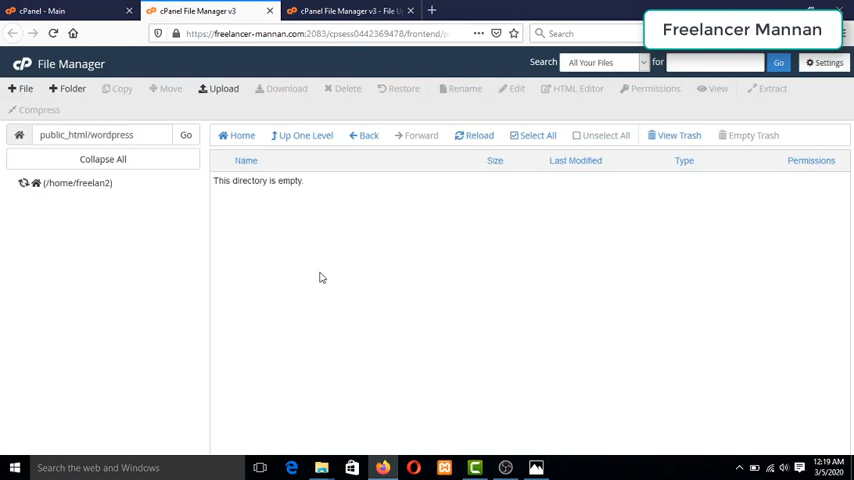 cPanel - Main
cPanel File Manager v3
cPanel File Manager v3 - File U
https://freelancer-mannan.com:2083/cpsess0442369478/frontend/p
Search
Freelancer Mannan
cP File Manager
Search All Your Files for Go Settings
File Folder Copy Move Upload Download Delete Restore Rename Edit HTML Editor Permissions View Extract
Compress
public_html/wordpress Go
Home Up One Level Back Forward Reload Select All Unselect All View Trash Empty Trash
Collapse All
Name Size Last Modified Type Permissions
(/home/freelan2)
This directory is empty.
Search the web and Windows
12:19 AM
3/5/2020